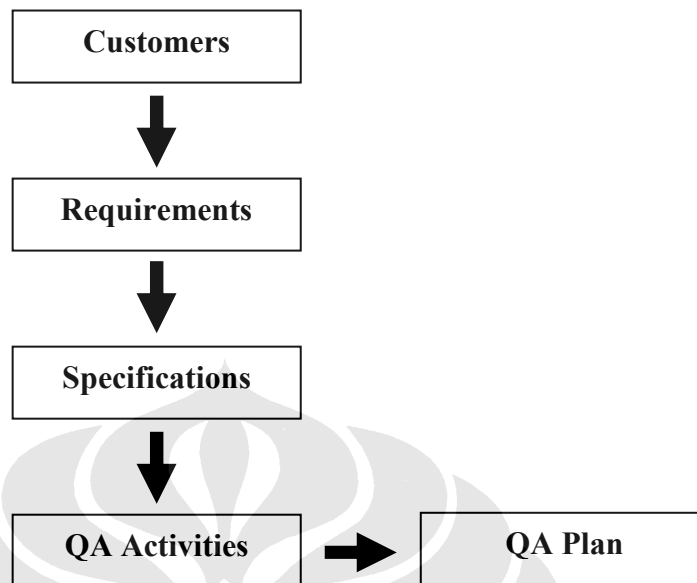 Customers
Requirements
Specifications
QA Activities
QA Plan